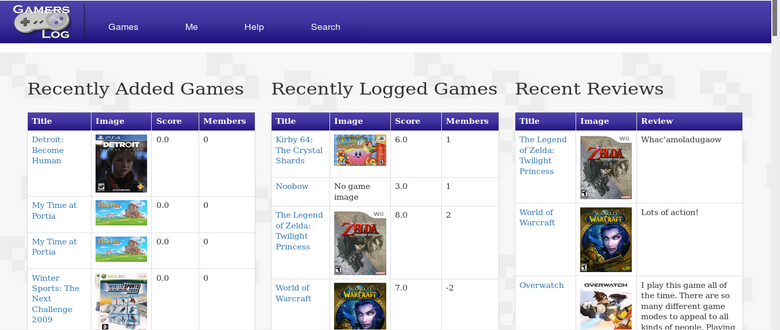 GAMERS
LOG
Games Me Help Search
Recently Added Games
Title Image Score Members
Detroit: Become Human
DETROIT
0.0 0
My Time at Portia
0.0 0
My Time at Portia
0.0 0
Winter Sports: The Next Challenge 2009
0.0 0
Recently Logged Games
Title Image Score Members
Kirby 64: The Crystal Shards
6.0 1
Noobow
No game image
3.0 1
The Legend of Zelda: Twilight Princess
Wii
ZELDA
8.0 2
World of Warcraft
WARCRAFT
7.0 -2
Recent Reviews
Title Image Review
The Legend of Zelda: Twilight Princess
Wii
ZELDA
Whac'amoladugaow
World of Warcraft
WARCRAFT
Lots of action!
Overwatch
OVERWATCH
I play this game all of the time. There are so many different game modes to appeal to all kinds of people. Playing